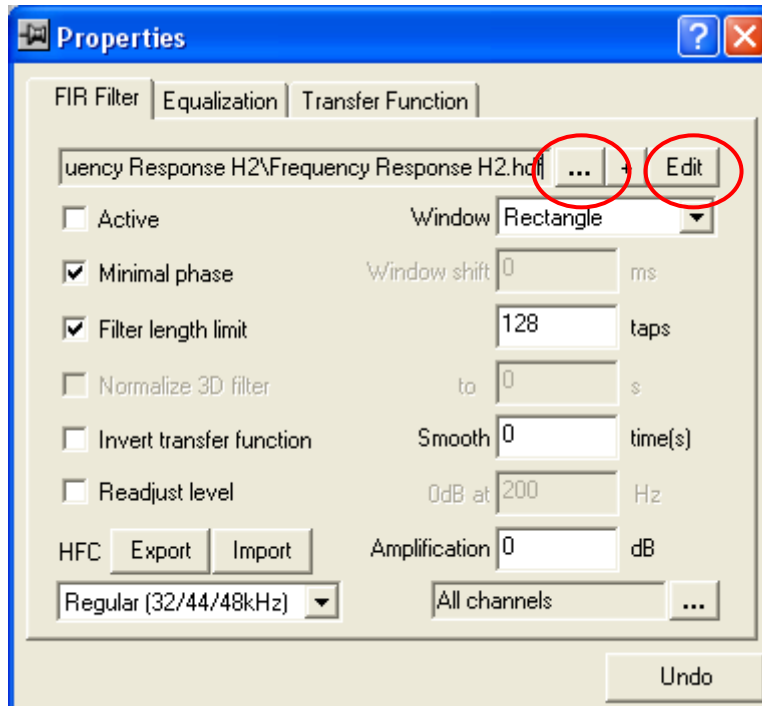 Properties
FIR Filter Equalization Transfer Function
uency Response H2\Frequency Response H2.hdf ... + Edit
Active Window Rectangle
Minimal phase Window shift 0 ms
Filter length limit 128 taps
Normalize 3D filter to 0 s
Invert transfer function Smooth 0 time(s)
Readjust level 0dB at 200 Hz
HFC Export Import Amplification 0 dB
Regular (32/44/48kHz) All channels ...
Undo